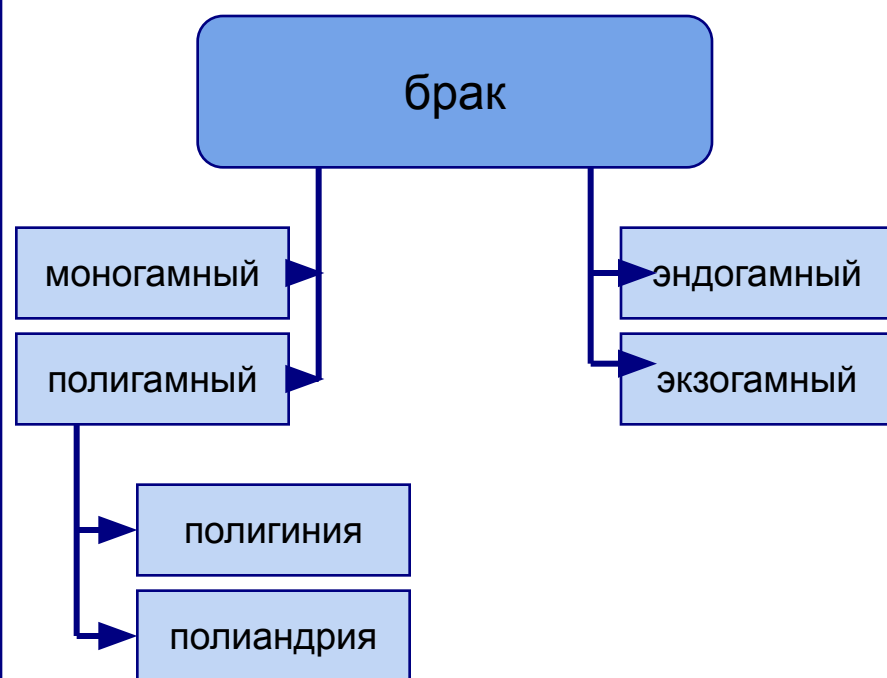 брак
моногамный
эндогамный
полигамный
экзогамный
полигиния
полиандрия